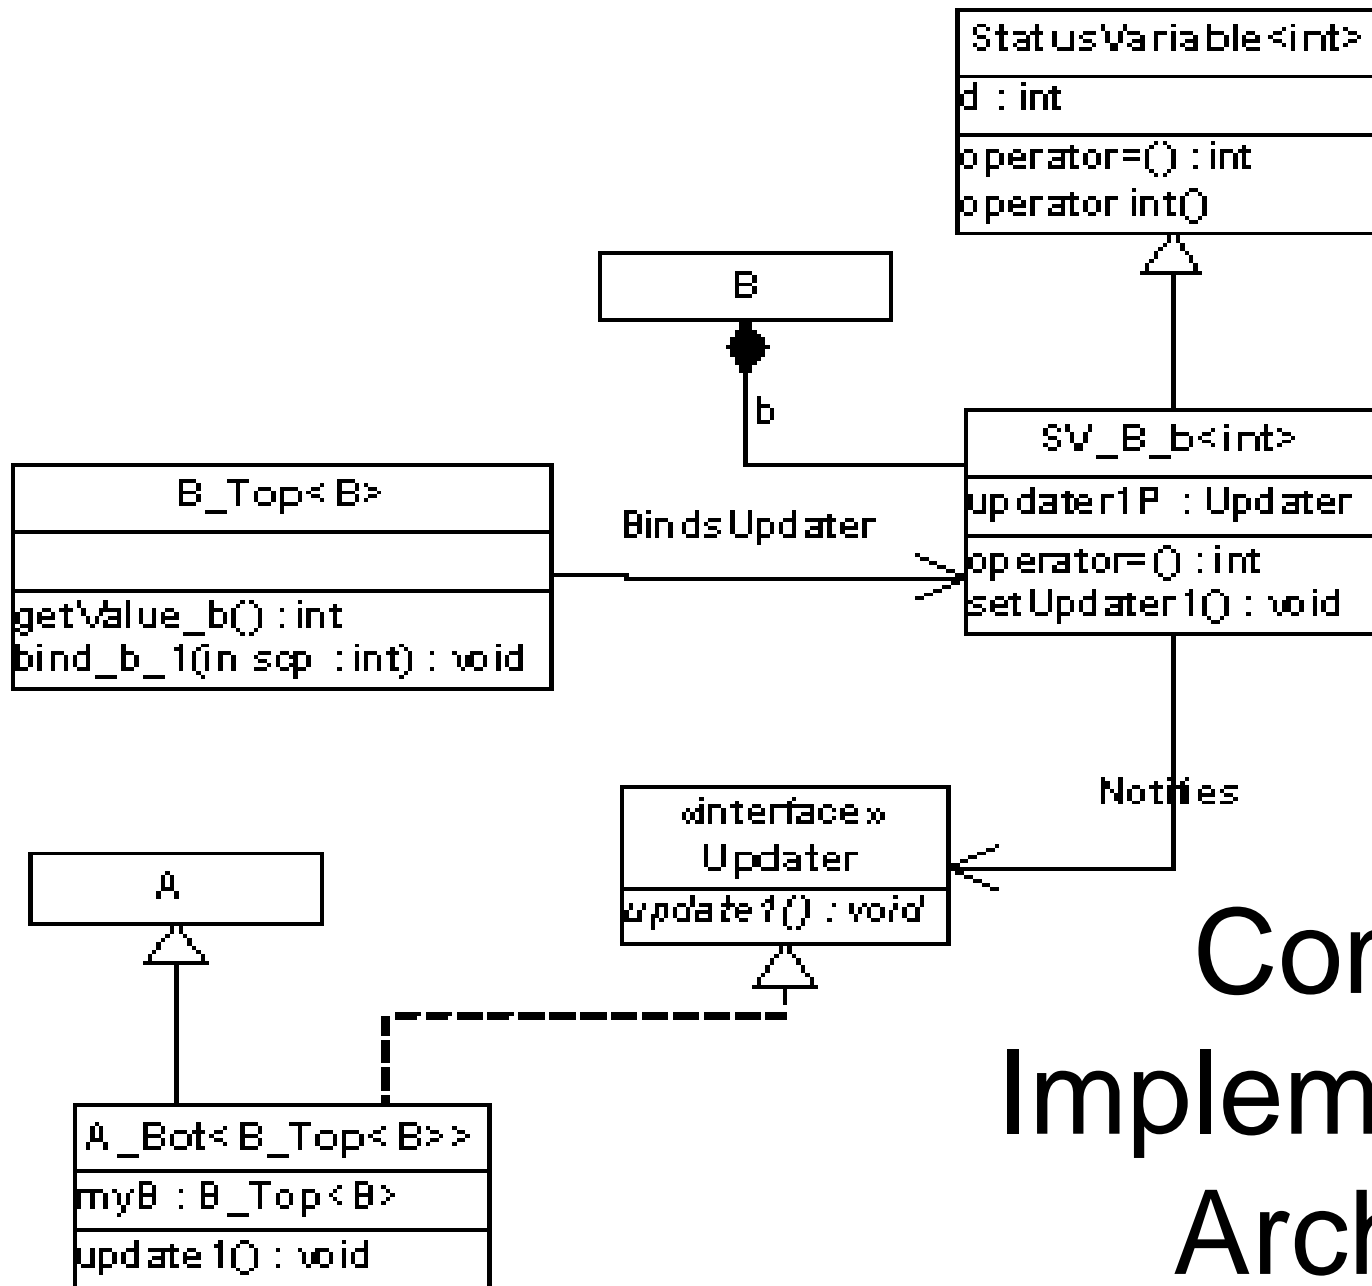 StatusVariable<int>
d : int
operator=() : int
operator int()
B
b
SV_B_b<int>
updater1P : Updater
operator=() : int
setUpdater1() : void
B_Top<B>
getValue_b() : int
bind_b_1(in scp : int) : void
BindsUpdater
Notifies
«interface»
Updater
update1() : void
A
A_Bot<B_Top<B>>
myB : B_Top<B>
update1() : void
Con
Implem
Arch